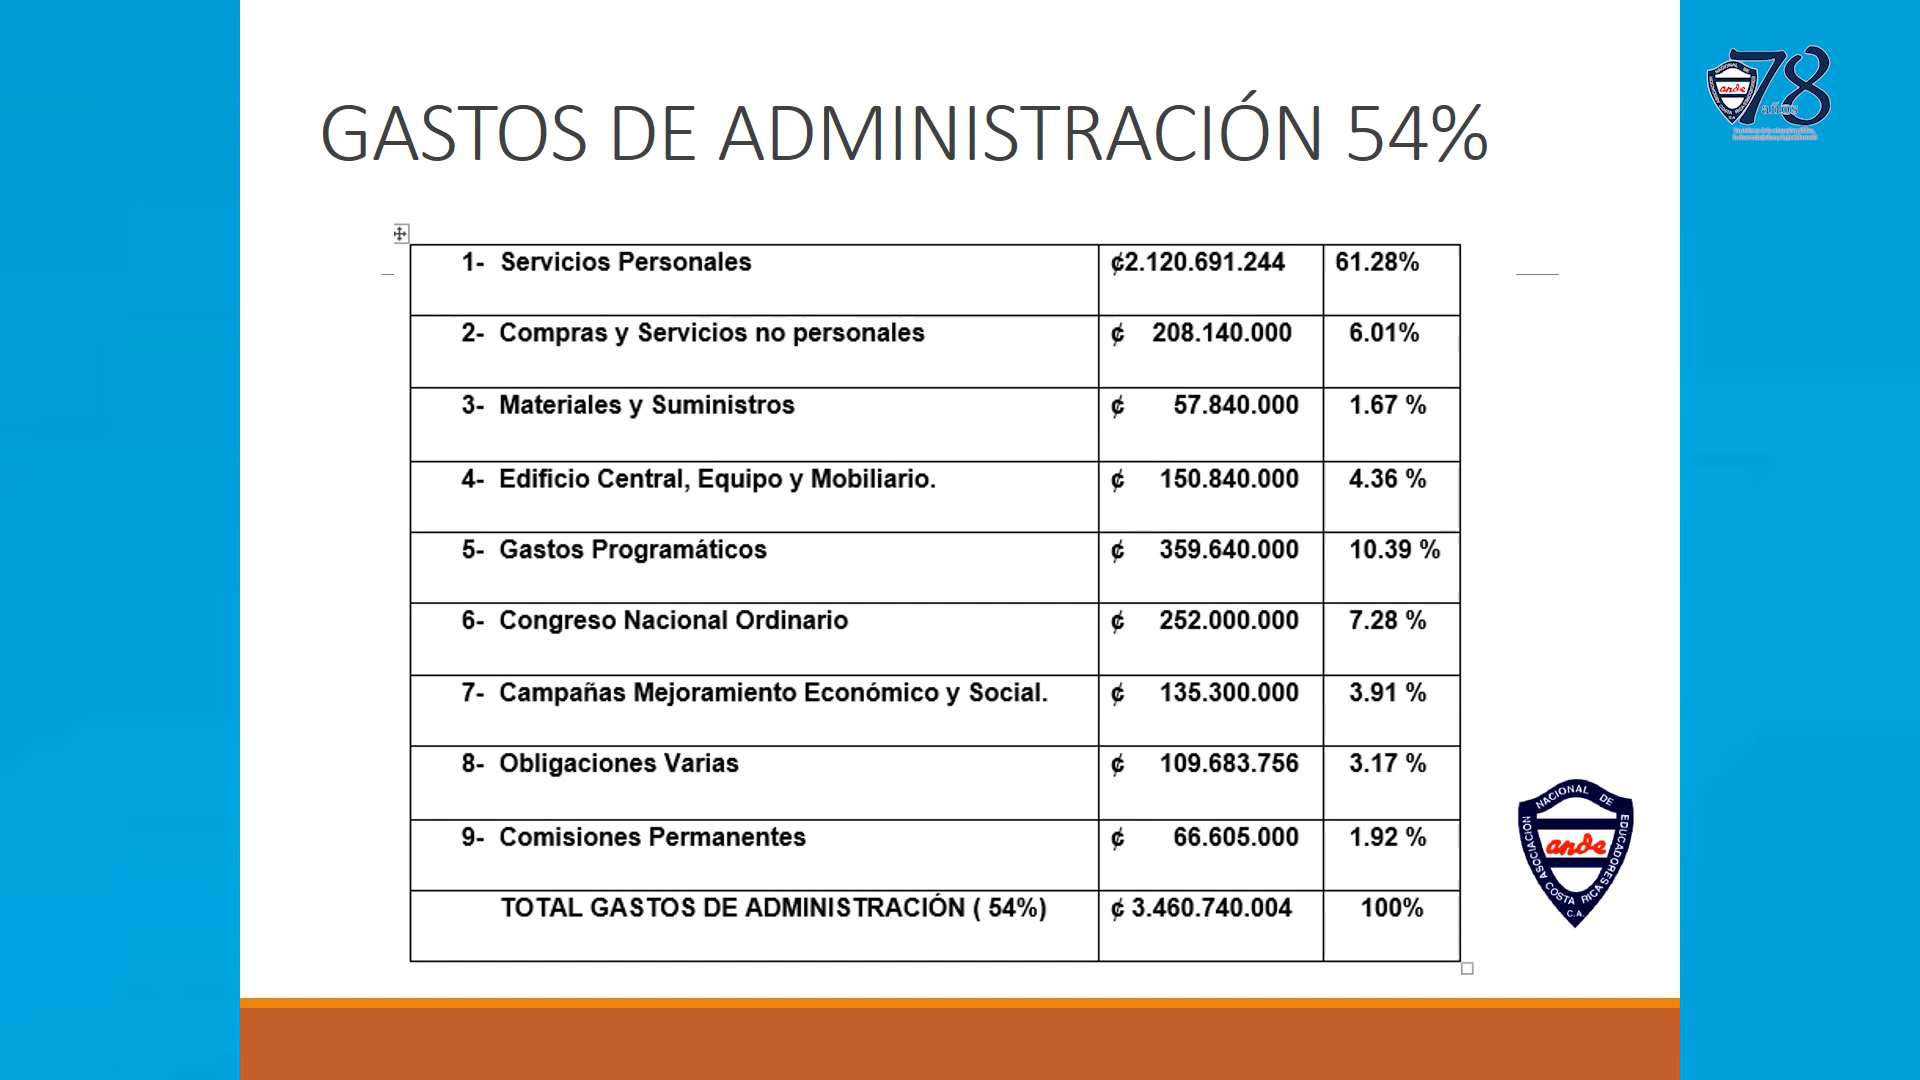 GASTOS DE ADMINISTRACIÓN 54%
78
ande
años
1- Servicios Personales ₡2.120.691.244 61.28%
2- Compras y Servicios no personales ₡ 208.140.000 6.01%
3- Materiales y Suministros ₡ 57.840.000 1.67 %
4- Edificio Central, Equipo y Mobiliario. ₡ 150.840.000 4.36 %
5- Gastos Programáticos ₡ 359.640.000 10.39 %
6- Congreso Nacional Ordinario ₡ 252.000.000 7.28 %
7- Campañas Mejoramiento Económico y Social. ₡ 135.300.000 3.91 %
8- Obligaciones Varias ₡ 109.683.756 3.17 %
9- Comisiones Permanentes ₡ 66.605.000 1.92 %
TOTAL GASTOS DE ADMINISTRACIÓN ( 54%) ₡ 3.460.740.004 100%
ASOCIACION NACIONAL DE EDUCADORES
ande
COSTA RICA
C.A.